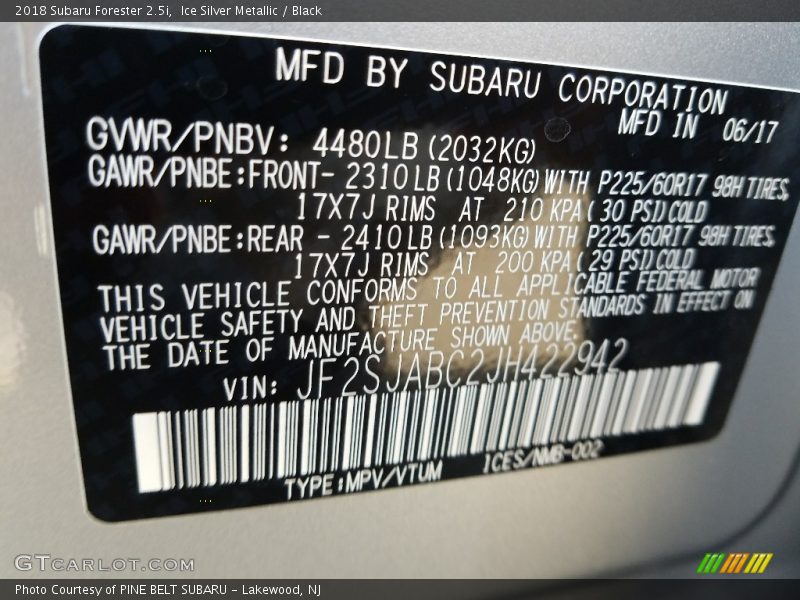 2018 Subaru Forester 2.5i,  Ice Silver Metallic / Black
MFD BY SUBARU CORPORATION
MFD IN 06/17
GVWR/PNBV: 4480LB (2032KG)
GAWR/PNBE:FRONT- 2310LB (1048KG) WITH P225/60R17 98H TIRES,
17X7J RIMS AT 210 KPA( 30 PSI) COLD
GAWR/PNBE:REAR - 2410LB (1093KG) WITH P225/60R17 98H TIRES,
17X7J RIMS AT 200 KPA( 29 PSI) COLD
THIS VEHICLE CONFORMS TO ALL APPLICABLE FEDERAL MOTOR
VEHICLE SAFETY AND THEFT PREVENTION STANDARDS IN EFFECT ON
THE DATE OF MANUFACTURE SHOWN ABOVE.
VIN: JF2SJABC2JH422942
TYPE:MPV/VTUM ICES/NMB-002
GTCARLOT.COM
Photo Courtesy of PINE BELT SUBARU - Lakewood, NJ